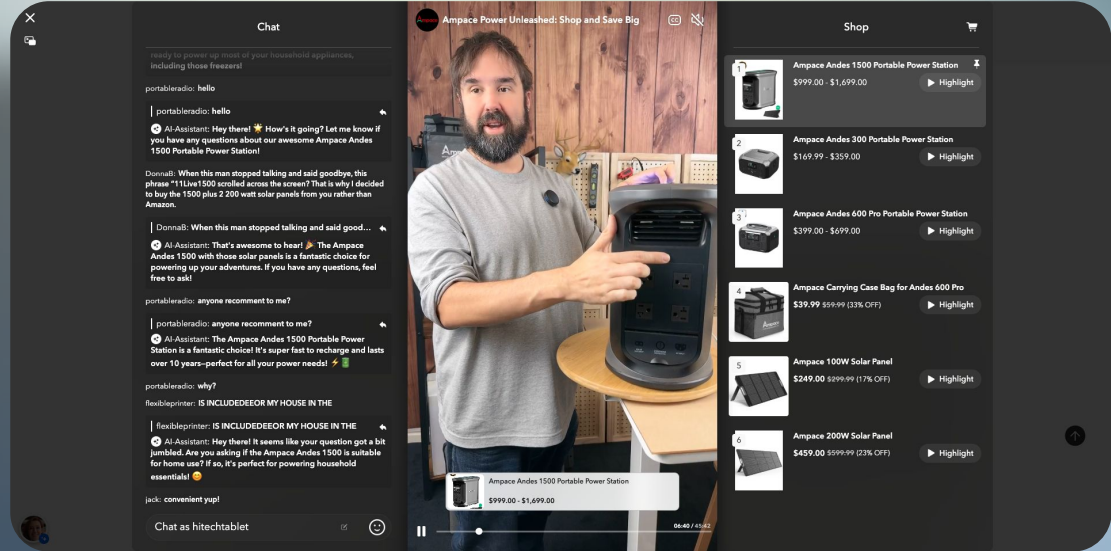 Chat
ready to power up most of your household appliances,
including those freezers!
portableradio: hello
portableradio: hello
AI-Assistant: Hey there! 🌟 How's it going? Let me know if
you have any questions about our awesome Ampace Andes
1500 Portable Power Station!
DonnaB: When this man stopped talking and said goodbye, this
phrase "11Live1500 scrolled across the screen? That is why I decided
to buy the 1500 plus 2 200 watt solar panels from you rather than
Amazon.
DonnaB: When this man stopped talking and said good...
AI-Assistant: That's awesome to hear! 🎉 The Ampace
Andes 1500 with those solar panels is a fantastic choice for
powering up your adventures. If you have any questions, feel
free to ask!
portableradio: anyone recomment to me?
portableradio: anyone recomment to me?
AI-Assistant: The Ampace Andes 1500 Portable Power
Station is a fantastic choice! It's super fast to recharge and lasts
over 10 years—perfect for all your power needs! ⚡🔋
portableradio: why?
flexibleprinter: IS INCLUDEDEEOR MY HOUSE IN THE
flexibleprinter: IS INCLUDEDEEOR MY HOUSE IN THE
AI-Assistant: Hey there! It seems like your question got a bit
jumbled. Are you asking if the Ampace Andes 1500 is suitable
for home use? If so, it's perfect for powering household
essentials! 😊
jack: convenient yup!
Chat as hitechtablet
Ampace Power Unleashed: Shop and Save Big
CC
Ampace Andes 1500 Portable Power Station
$999.00 - $1,699.00
06:40 / 45:42
Shop
1
Ampace Andes 1500 Portable Power Station
$999.00 - $1,699.00
Highlight
2
Ampace Andes 300 Portable Power Station
$169.99 - $359.00
Highlight
3
Ampace Andes 600 Pro Portable Power Station
$399.00 - $699.00
Highlight
4
Ampace Carrying Case Bag for Andes 600 Pro
$39.99 $59.99 (33% OFF)
Highlight
5
Ampace 100W Solar Panel
$249.00 $299.99 (17% OFF)
Highlight
6
Ampace 200W Solar Panel
$459.00 $599.99 (23% OFF)
Highlight